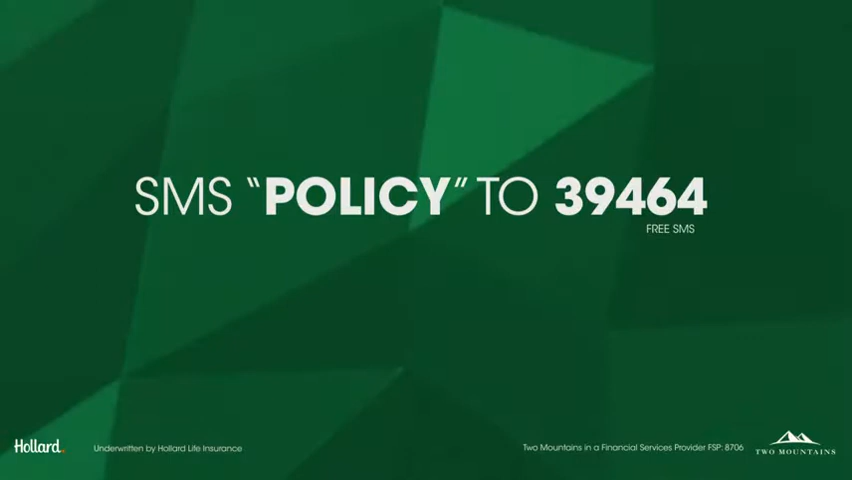 SMS “POLICY” TO 39464
FREE SMS
Hollard.
Underwritten by Hollard Life Insurance
Two Mountains in a Financial Services Provider FSP: 8706
TWO MOUNTAINS